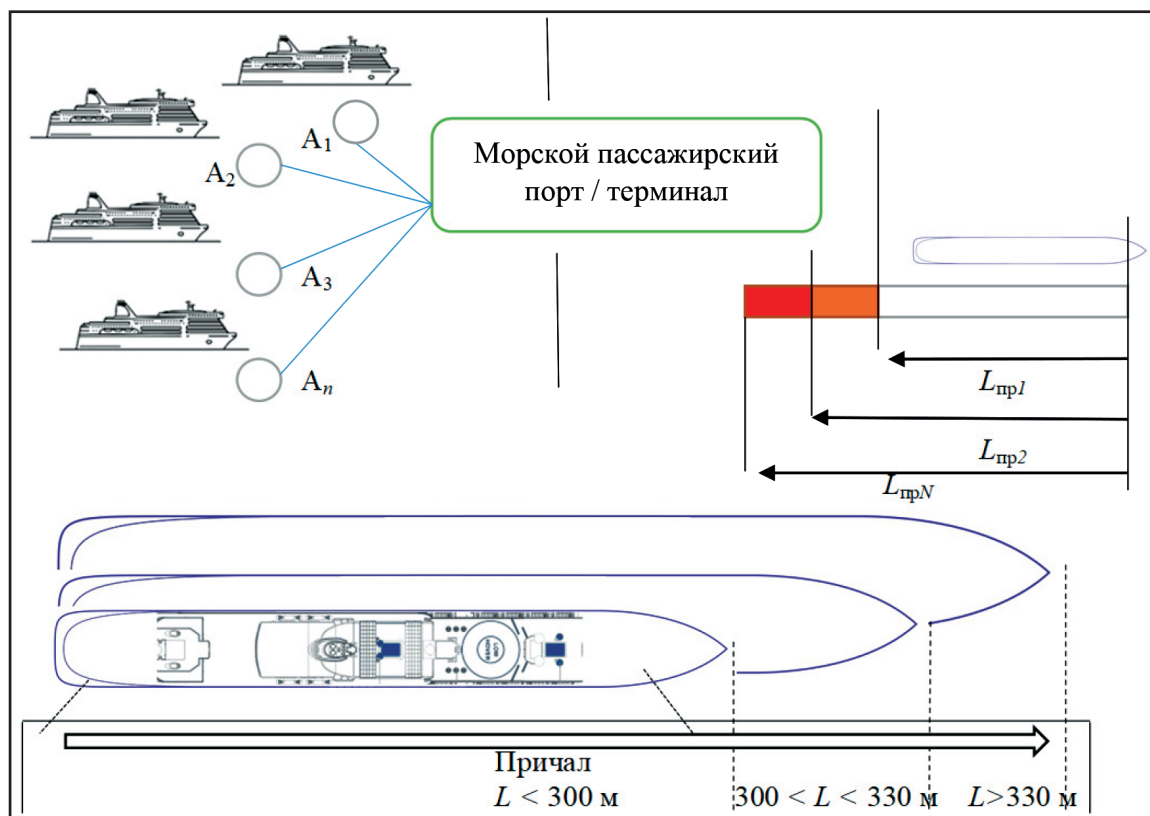 A1
A2
A3
An
Морской пассажирский
порт / терминал
Lпр1
Lпр2
LпрN
Причал
L < 300 м
300 < L < 330 м
L>330 м